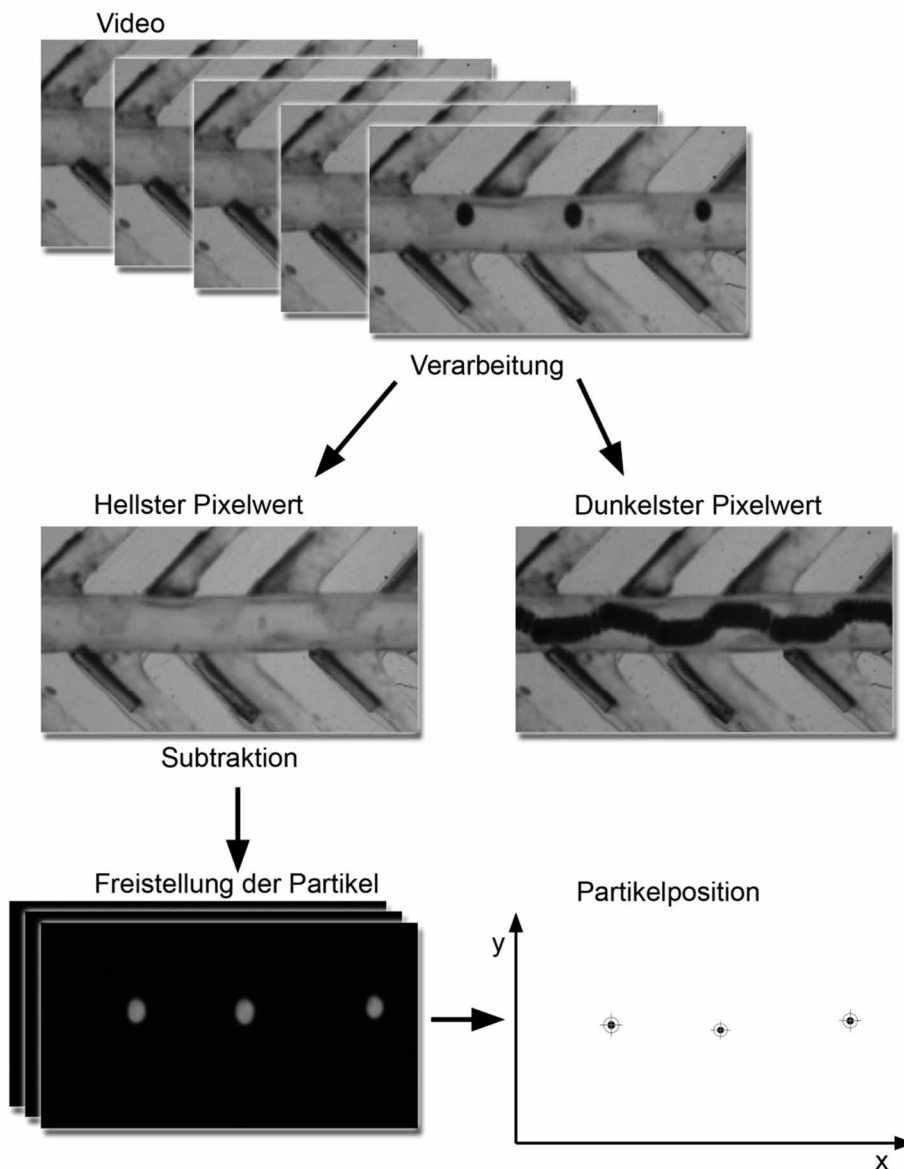 Video
Verarbeitung
Hellster Pixelwert
Dunkelster Pixelwert
Subtraktion
Freistellung der Partikel
Partikelposition
y
x